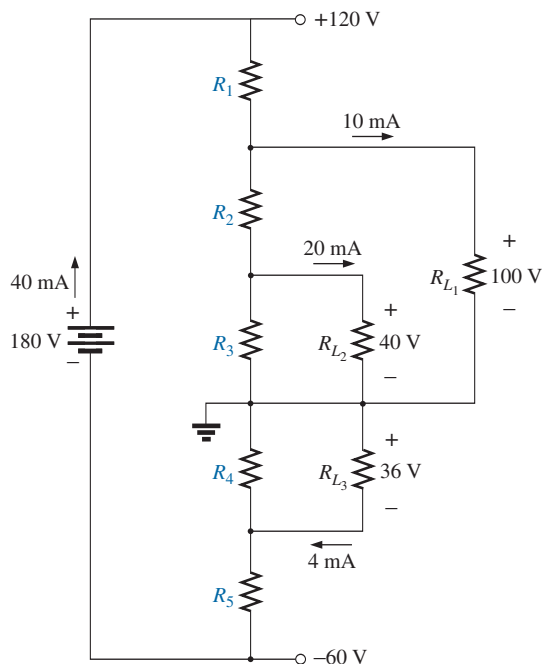 +120 V
R1
10 mA
R2
20 mA
40 mA
+
180 V
−
R3
RL2
+
40 V
−
RL1
+
100 V
−
R4
RL3
+
36 V
−
4 mA
R5
−60 V